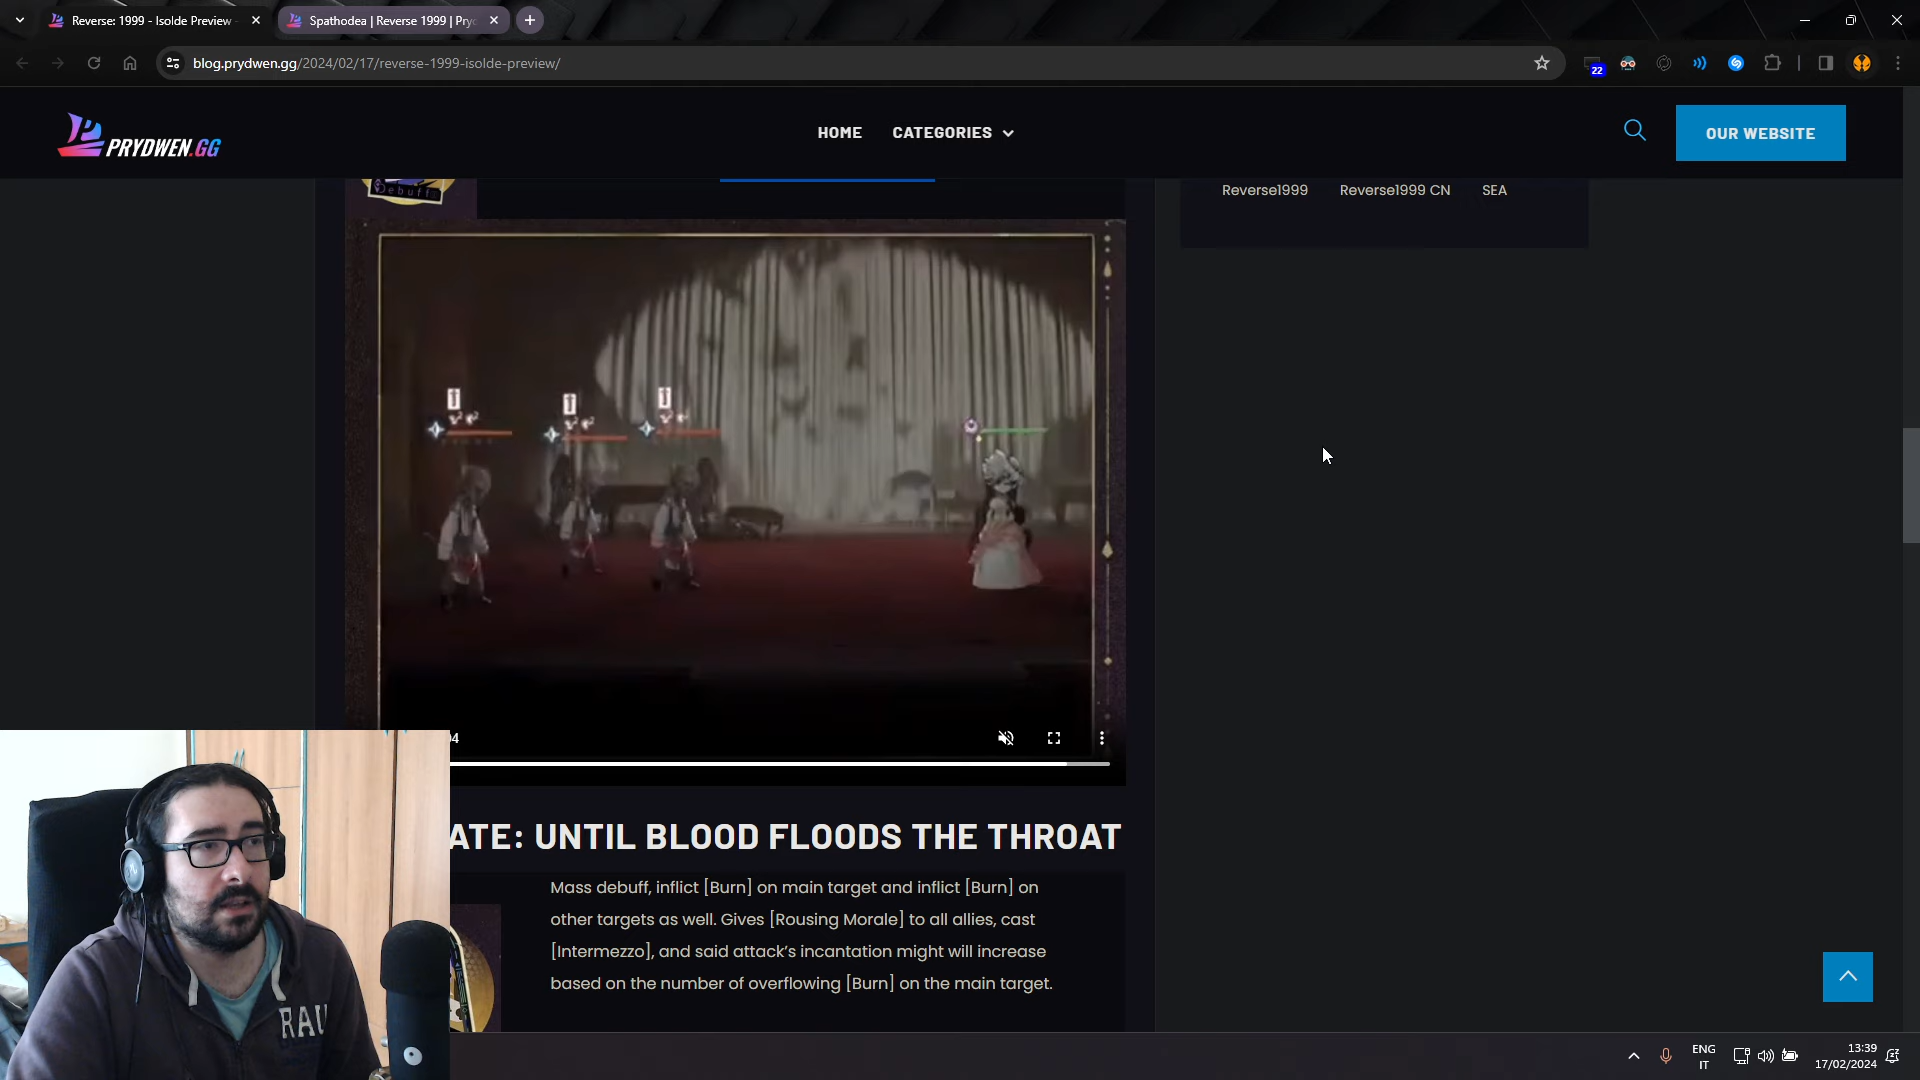 Reverse: 1999 - Isolde Preview
Spathodea | Reverse 1999 | Pry
blog.prydwen.gg/2024/02/17/reverse-1999-isolde-preview/
22
PRYDWEN.GG
HOME
CATEGORIES
OUR WEBSITE
Debuff
Reverse1999
Reverse1999 CN
SEA
04
ATE: UNTIL BLOOD FLOODS THE THROAT
Mass debuff, inflict [Burn] on main target and inflict [Burn] on
other targets as well. Gives [Rousing Morale] to all allies, cast
[Intermezzo], and said attack’s incantation might will increase
based on the number of overflowing [Burn] on the main target.
RAU
ENG
IT
13:39
17/02/2024